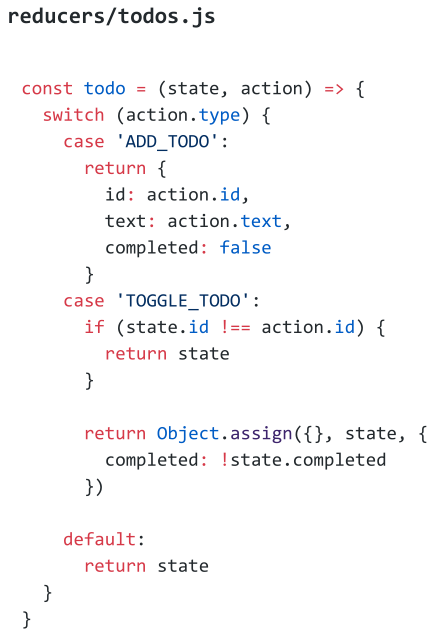 reducers/todos.js
const todo = (state, action) => {
  switch (action.type) {
    case 'ADD_TODO':
      return {
        id: action.id,
        text: action.text,
        completed: false
      }
    case 'TOGGLE_TODO':
      if (state.id !== action.id) {
        return state
      }
      return Object.assign({}, state, {
        completed: !state.completed
      })
    default:
      return state
  }
}